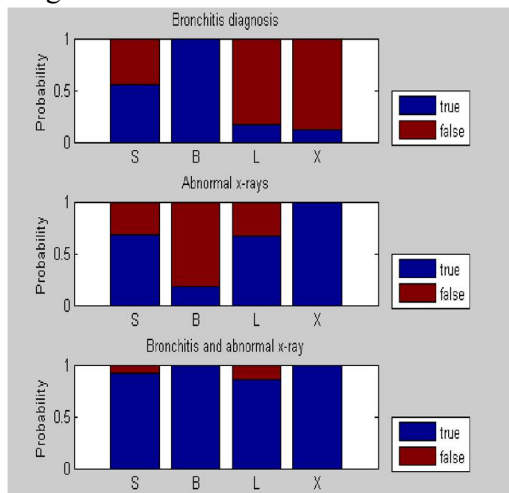 Bronchitis diagnosis
Probability
1
0.5
0
S B L X
true
false
Abnormal x-rays
Probability
1
0.5
0
S B L X
true
false
Bronchitis and abnormal x-ray
Probability
1
0.5
0
S B L X
true
false